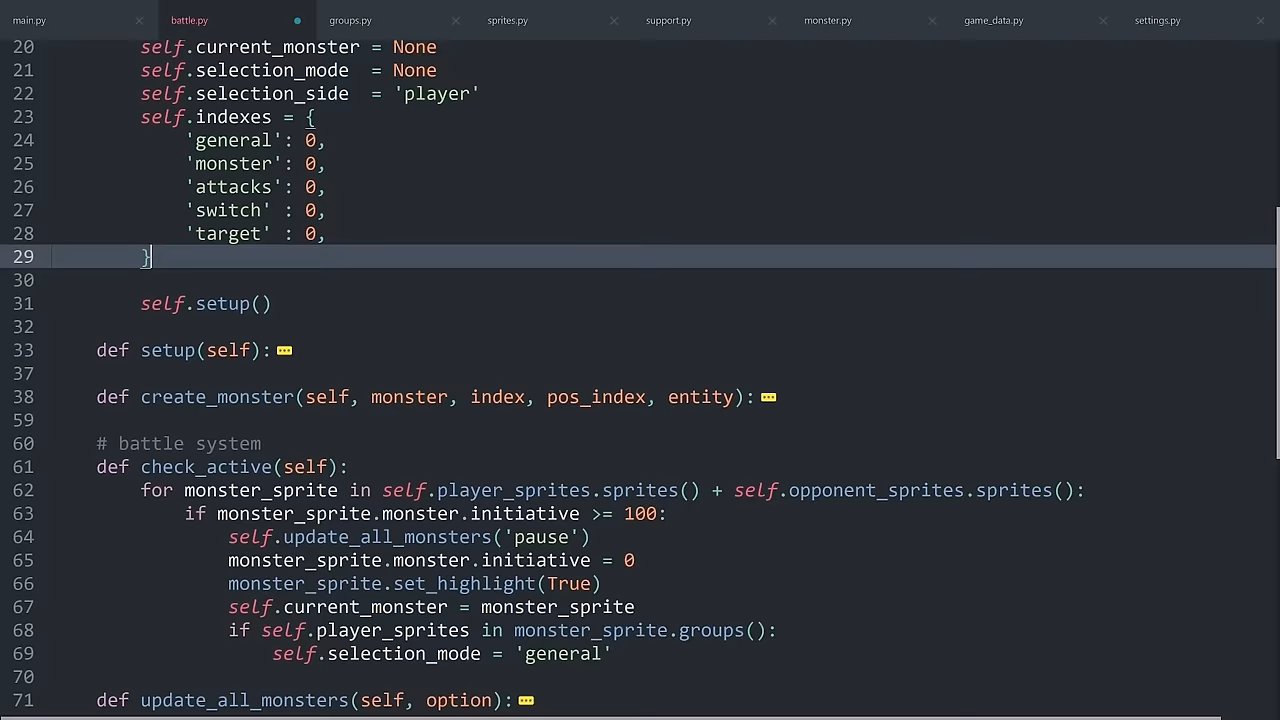 main.py battle.py groups.py sprites.py support.py monster.py game_data.py settings.py
20 self.current_monster = None
21 self.selection_mode  = None
22 self.selection_side  = 'player'
23 self.indexes = {
24 'general': 0,
25 'monster': 0,
26 'attacks': 0,
27 'switch' : 0,
28 'target' : 0,
29 }
30
31 self.setup()
32
33 def setup(self):
37
38 def create_monster(self, monster, index, pos_index, entity):
59
60 # battle system
61 def check_active(self):
62 for monster_sprite in self.player_sprites.sprites() + self.opponent_sprites.sprites():
63 if monster_sprite.monster.initiative >= 100:
64 self.update_all_monsters('pause')
65 monster_sprite.monster.initiative = 0
66 monster_sprite.set_highlight(True)
67 self.current_monster = monster_sprite
68 if self.player_sprites in monster_sprite.groups():
69 self.selection_mode = 'general'
70
71 def update_all_monsters(self, option):